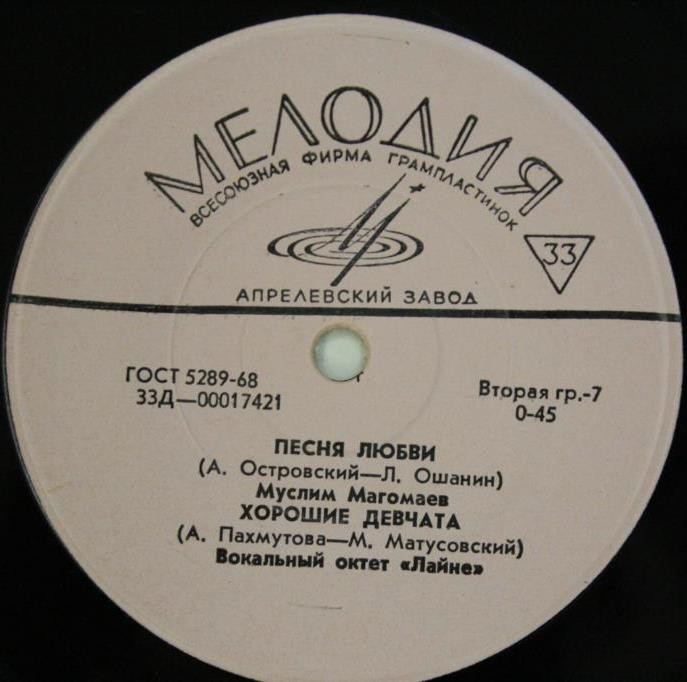 МЕЛОДИЯ
ВСЕСОЮЗНАЯ ФИРМА ГРАМПЛАСТИНОК
33
АПРЕЛЕВСКИЙ ЗАВОД
ГОСТ 5289-68
33Д—00017421
Вторая гр.-7
0-45
ПЕСНЯ ЛЮБВИ
(А. Островский—Л. Ошанин)
Муслим Магомаев
ХОРОШИЕ ДЕВЧАТА
(А. Пахмутова—М. Матусовский)
Вокальный октет «Лайне»